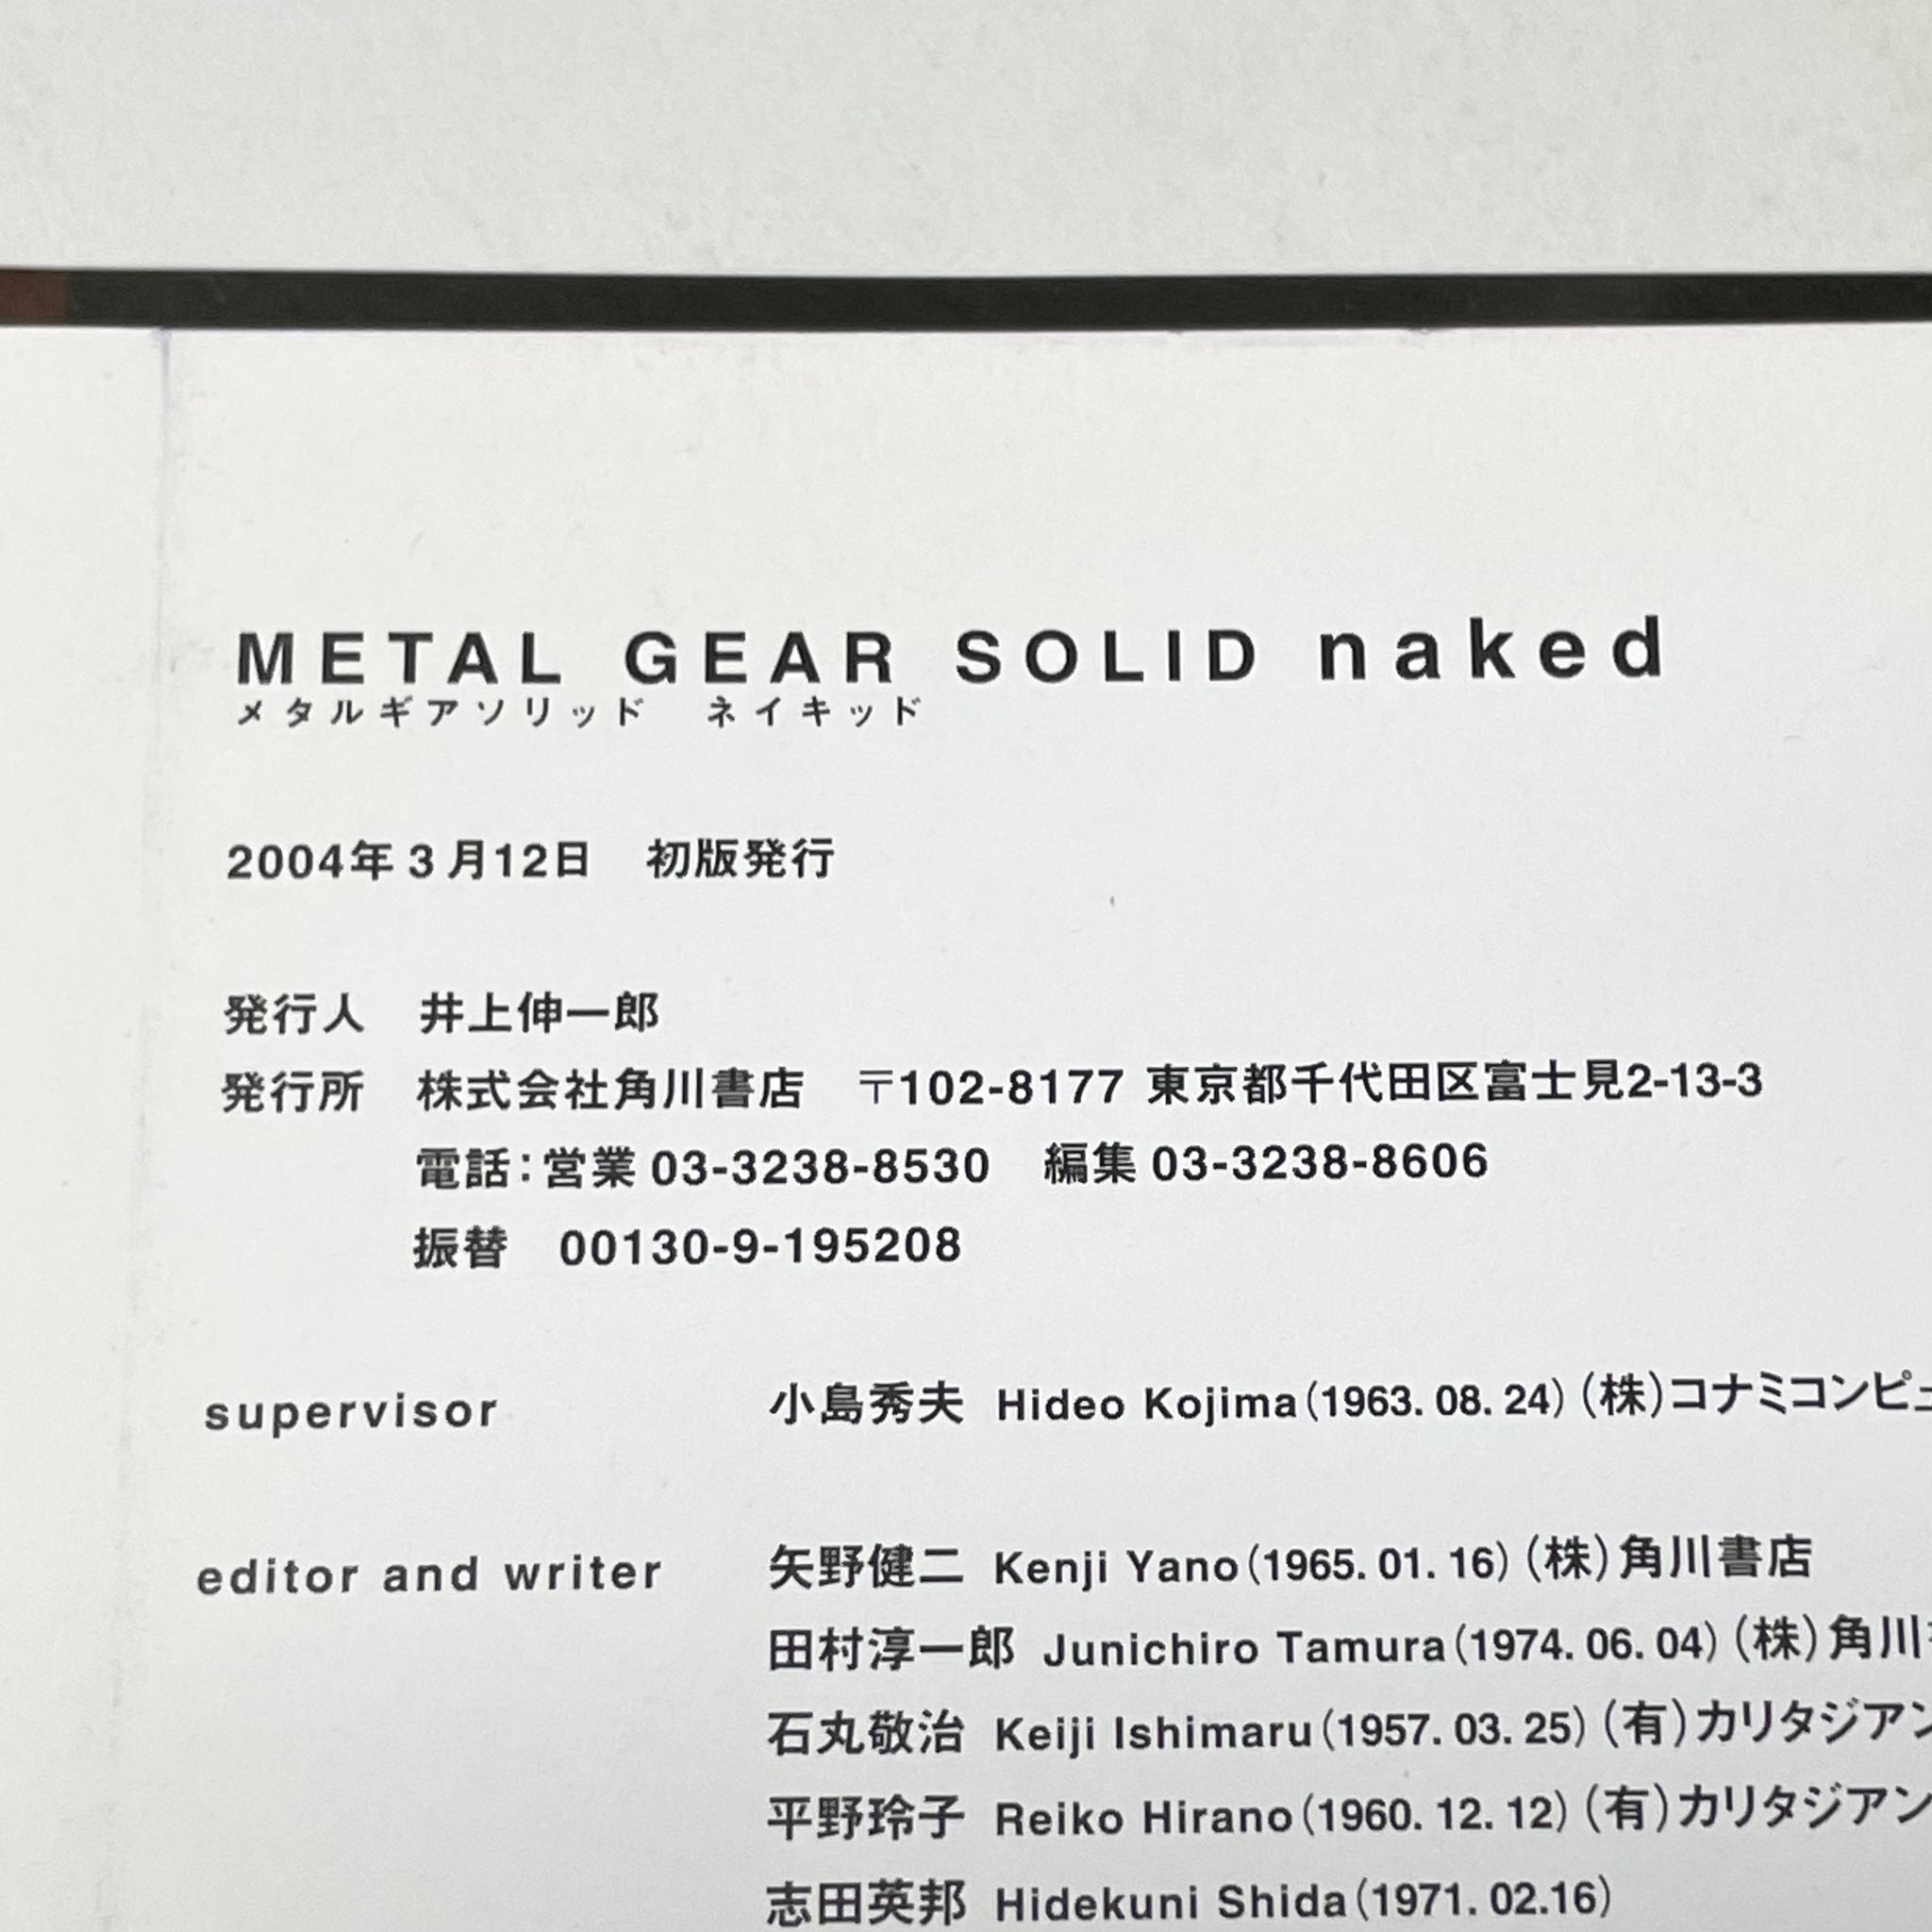 METAL GEAR SOLID naked
メタルギアソリッド　ネイキッド
2004年3月12日　初版発行
発行人　井上伸一郎
発行所　株式会社角川書店　〒102-8177 東京都千代田区富士見2-13-3
電話：営業 03-3238-8530　編集 03-3238-8606
振替　00130-9-195208
supervisor　小島秀夫 Hideo Kojima（1963. 08. 24）（株）コナミコンピュ
editor and writer　矢野健二 Kenji Yano（1965. 01. 16）（株）角川書店
田村淳一郎 Junichiro Tamura（1974. 06. 04）（株）角川
石丸敬治 Keiji Ishimaru（1957. 03. 25）（有）カリタジアン
平野玲子 Reiko Hirano（1960. 12. 12）（有）カリタジアン
志田英邦 Hidekuni Shida（1971. 02.16）